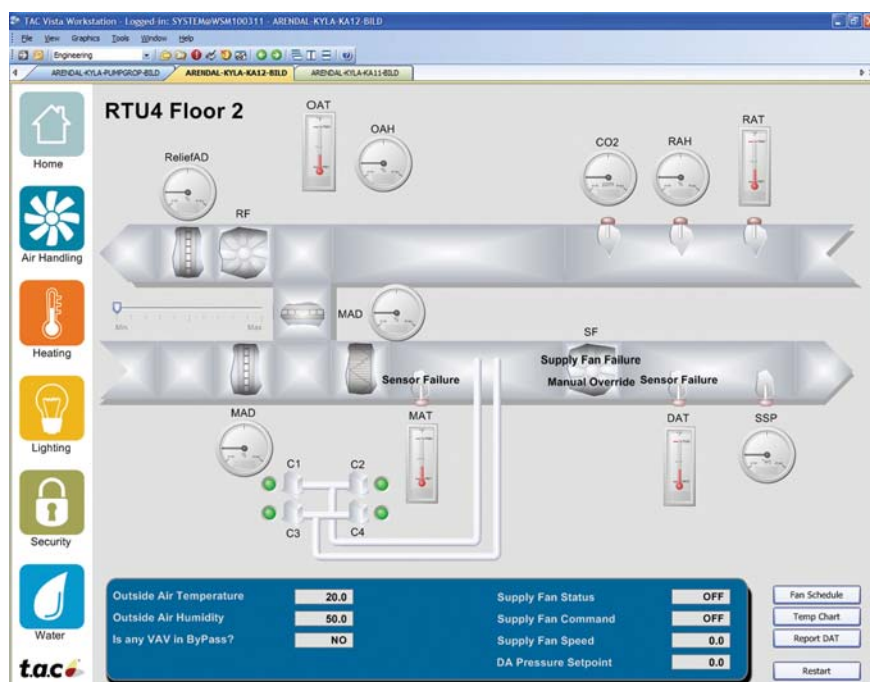 TAC Vista Workstation - Logged-in: SYSTEM@WSM100311 - ARENDAL-KYLA-KA12-BILD
File View Graphics Tools Window Help
Engineering
ARENDAL-KYLA-PUMPGROP-BILD ARENDAL-KYLA-KA12-BILD ARENDAL-KYLA-KA11-BILD
RTU4 Floor 2
OAT
OAH
CO2
RAH
RAT
ReliefAD
RF
Home
Air Handling
Min
Max
MAD
SF
Supply Fan Failure
Sensor Failure
Manual Override
Sensor Failure
Heating
MAD
MAT
DAT
SSP
Lighting
C1
C2
C3
C4
Security
Outside Air Temperature 20.0
Outside Air Humidity 50.0
Is any VAV in ByPass? NO
Supply Fan Status OFF
Supply Fan Command OFF
Supply Fan Speed 0.0
DA Pressure Setpoint 0.0
Fan Schedule
Temp Chart
Report DAT
Restart
Water
t.a.c